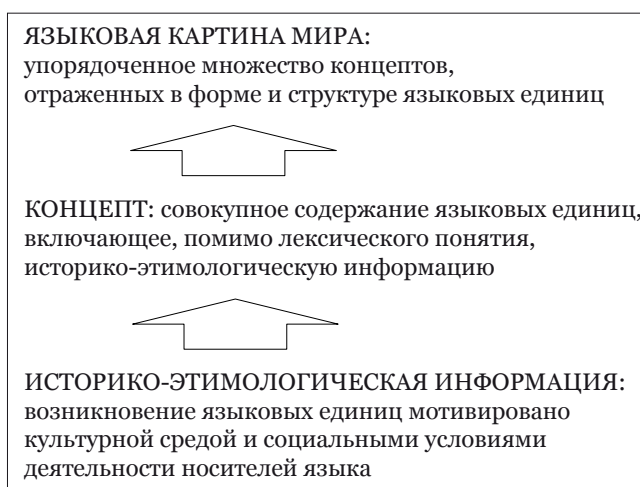 ЯЗЫКОВАЯ КАРТИНА МИРА:
упорядоченное множество концептов,
отраженных в форме и структуре языковых единиц
КОНЦЕПТ: совокупное содержание языковых единиц,
включающее, помимо лексического понятия,
историко-этимологическую информацию
ИСТОРИКО-ЭТИМОЛОГИЧЕСКАЯ ИНФОРМАЦИЯ:
возникновение языковых единиц мотивировано
культурной средой и социальными условиями
деятельности носителей языка